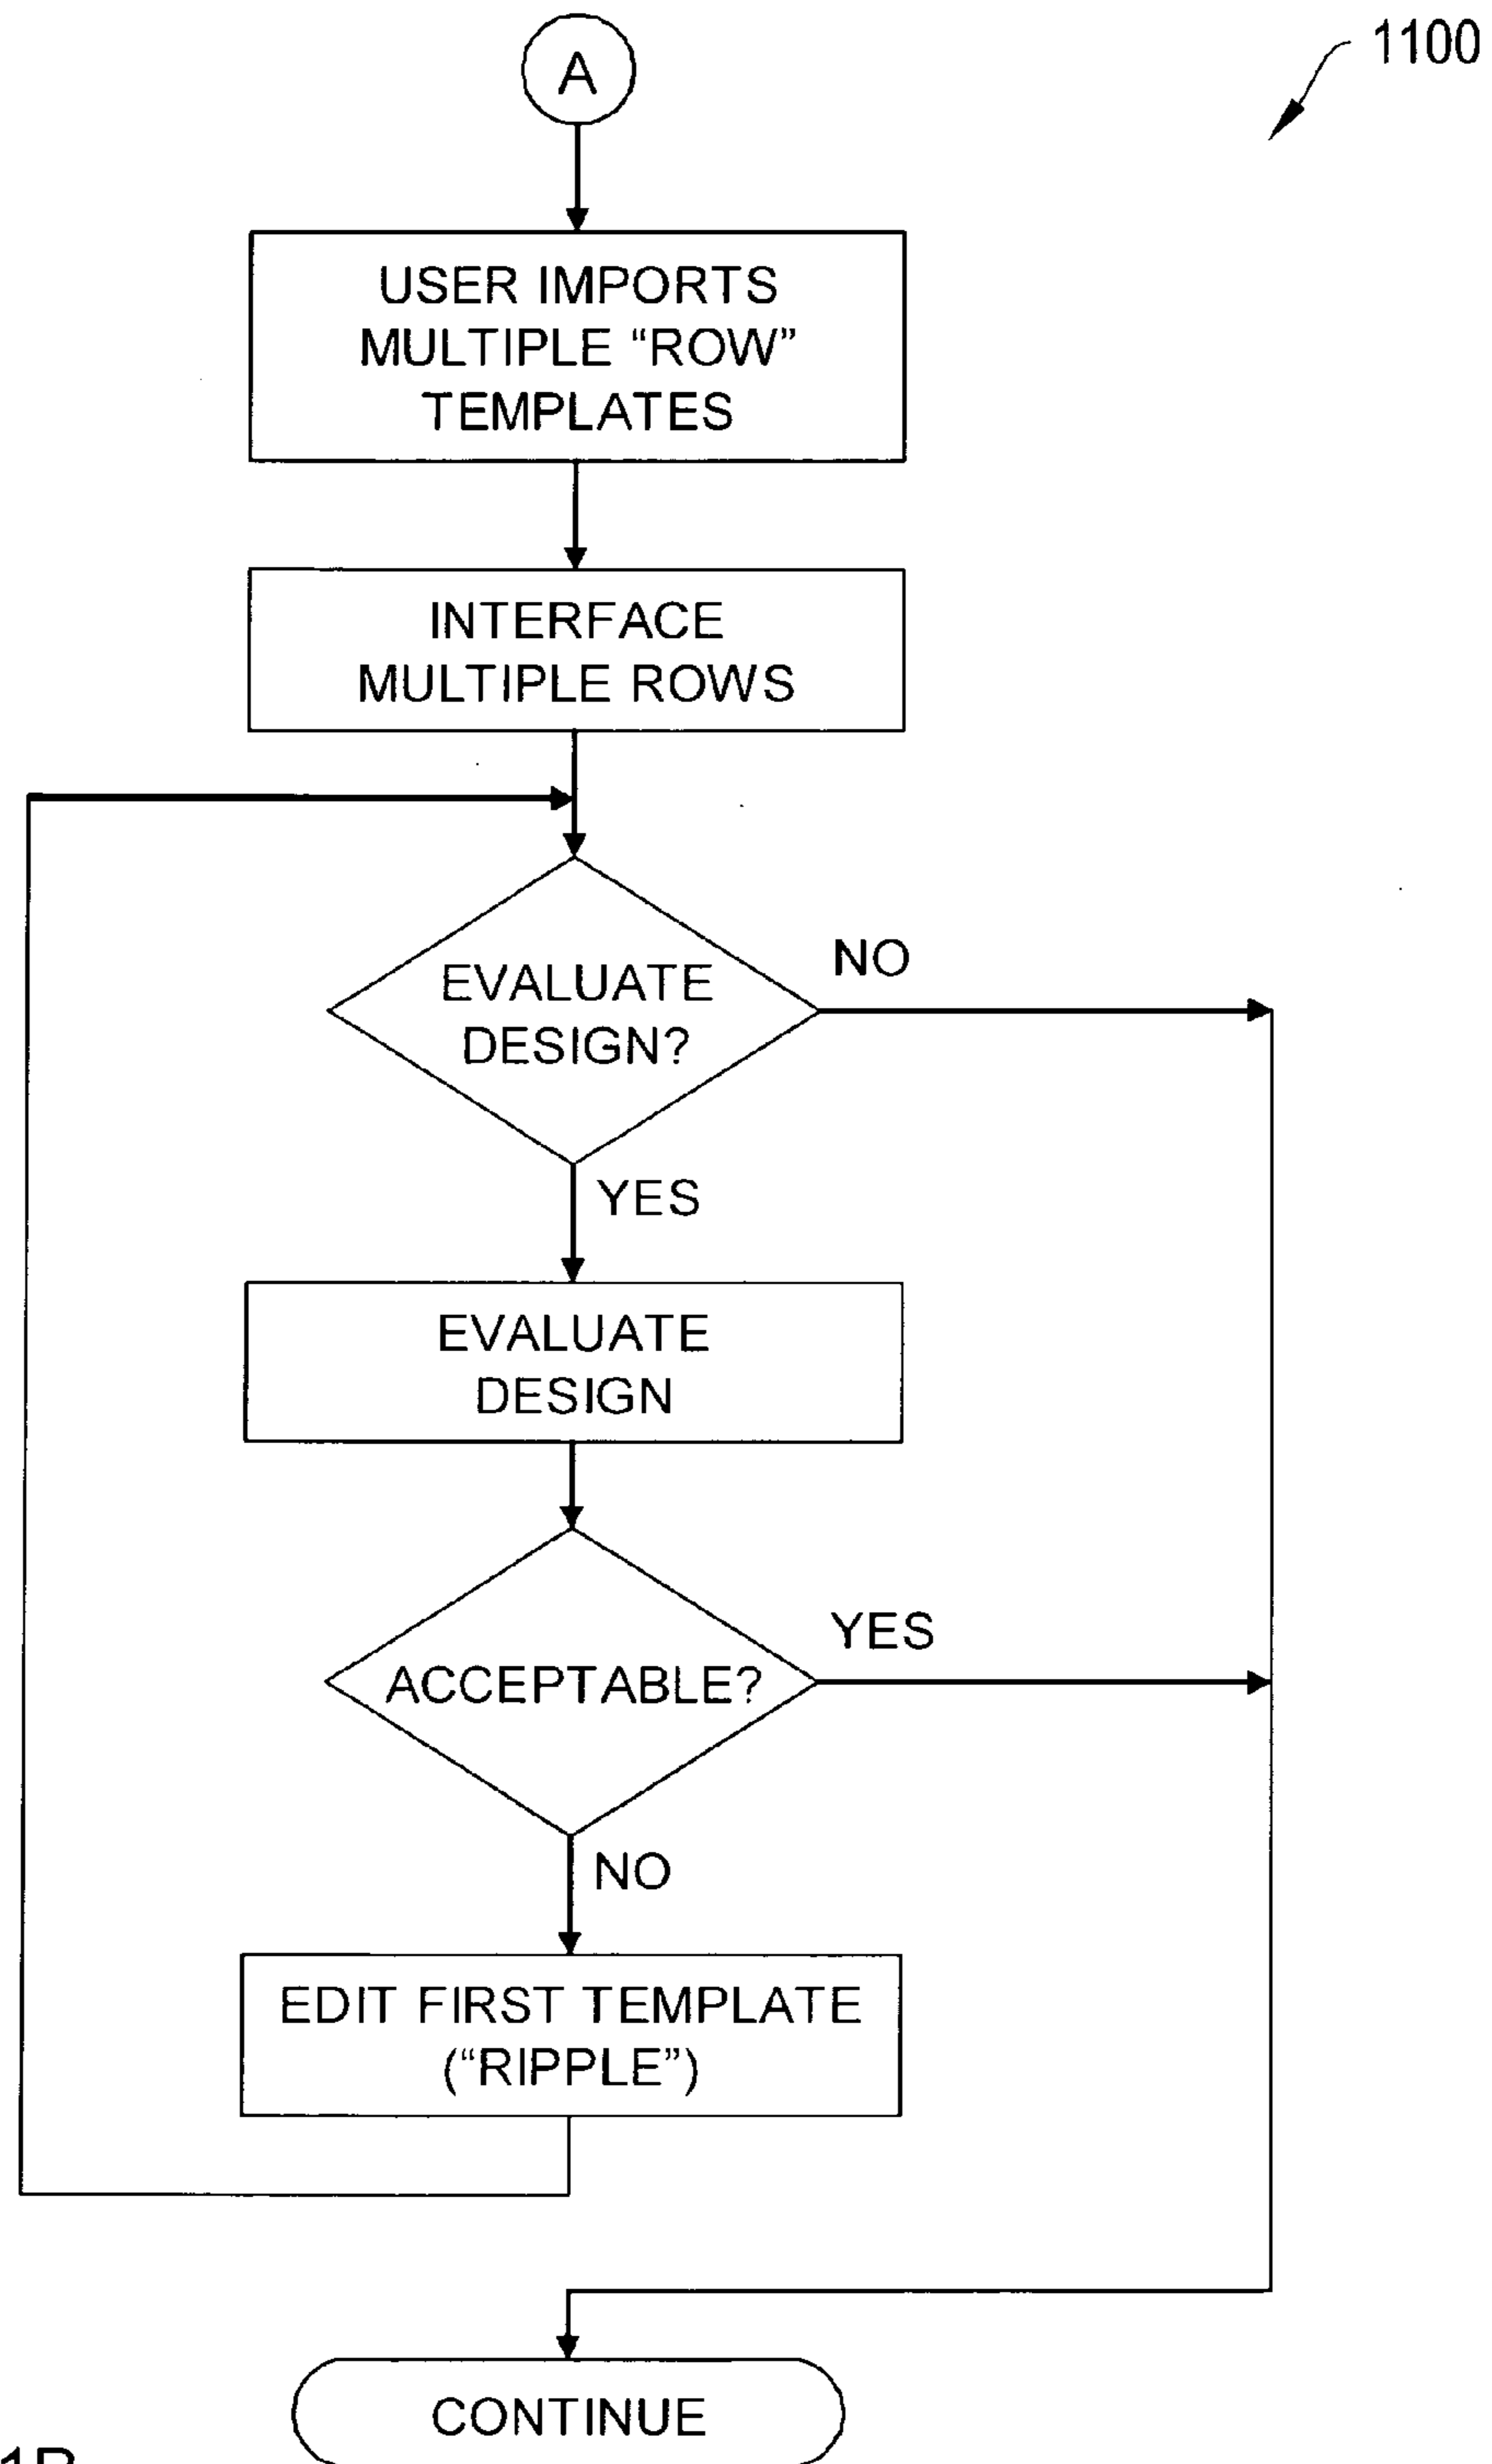 A
1100
USER IMPORTS
MULTIPLE “ROW”
TEMPLATES
INTERFACE
MULTIPLE ROWS
EVALUATE
DESIGN?
NO
YES
EVALUATE
DESIGN
ACCEPTABLE?
YES
NO
EDIT FIRST TEMPLATE
(“RIPPLE”)
CONTINUE